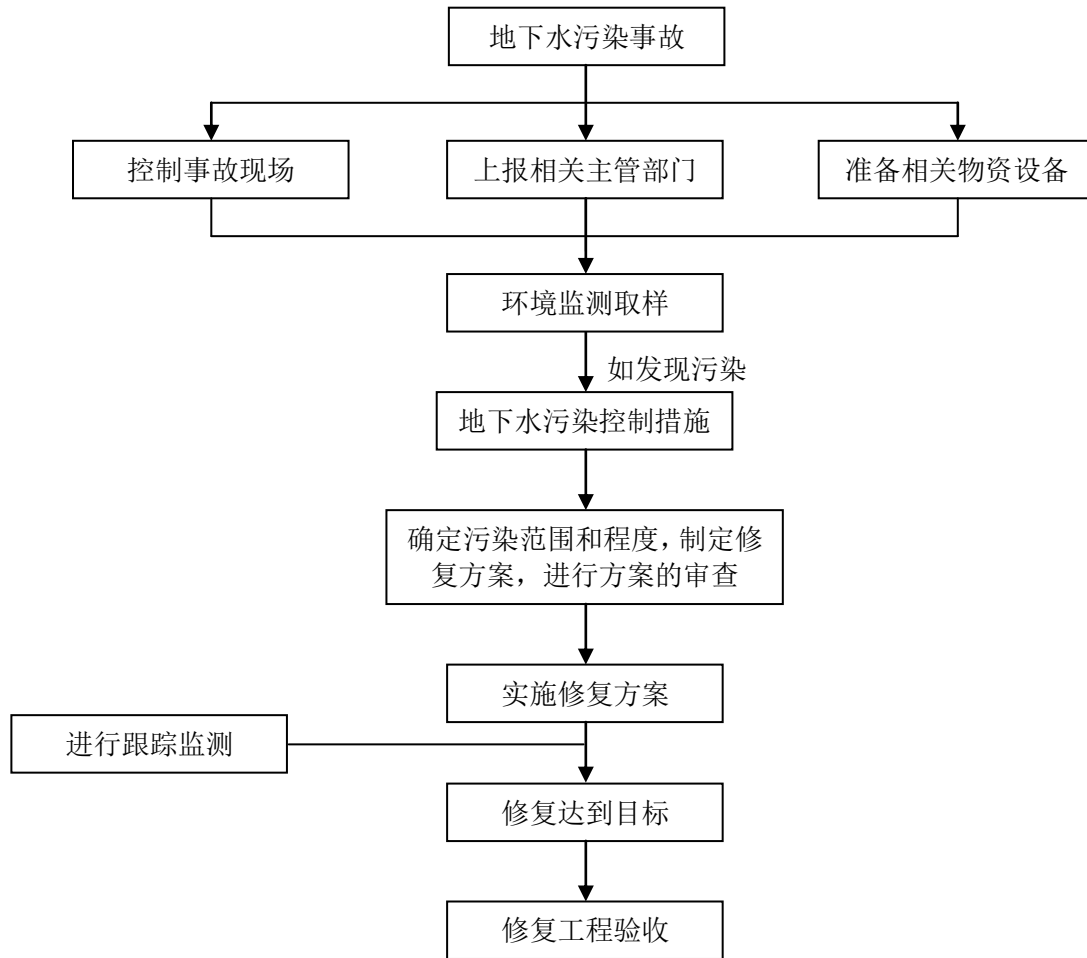 地下水污染事故
控制事故现场
上报相关主管部门
准备相关物资设备
环境监测取样
如发现污染
地下水污染控制措施
确定污染范围和程度，制定修
复方案，进行方案的审查
实施修复方案
进行跟踪监测
修复达到目标
修复工程验收